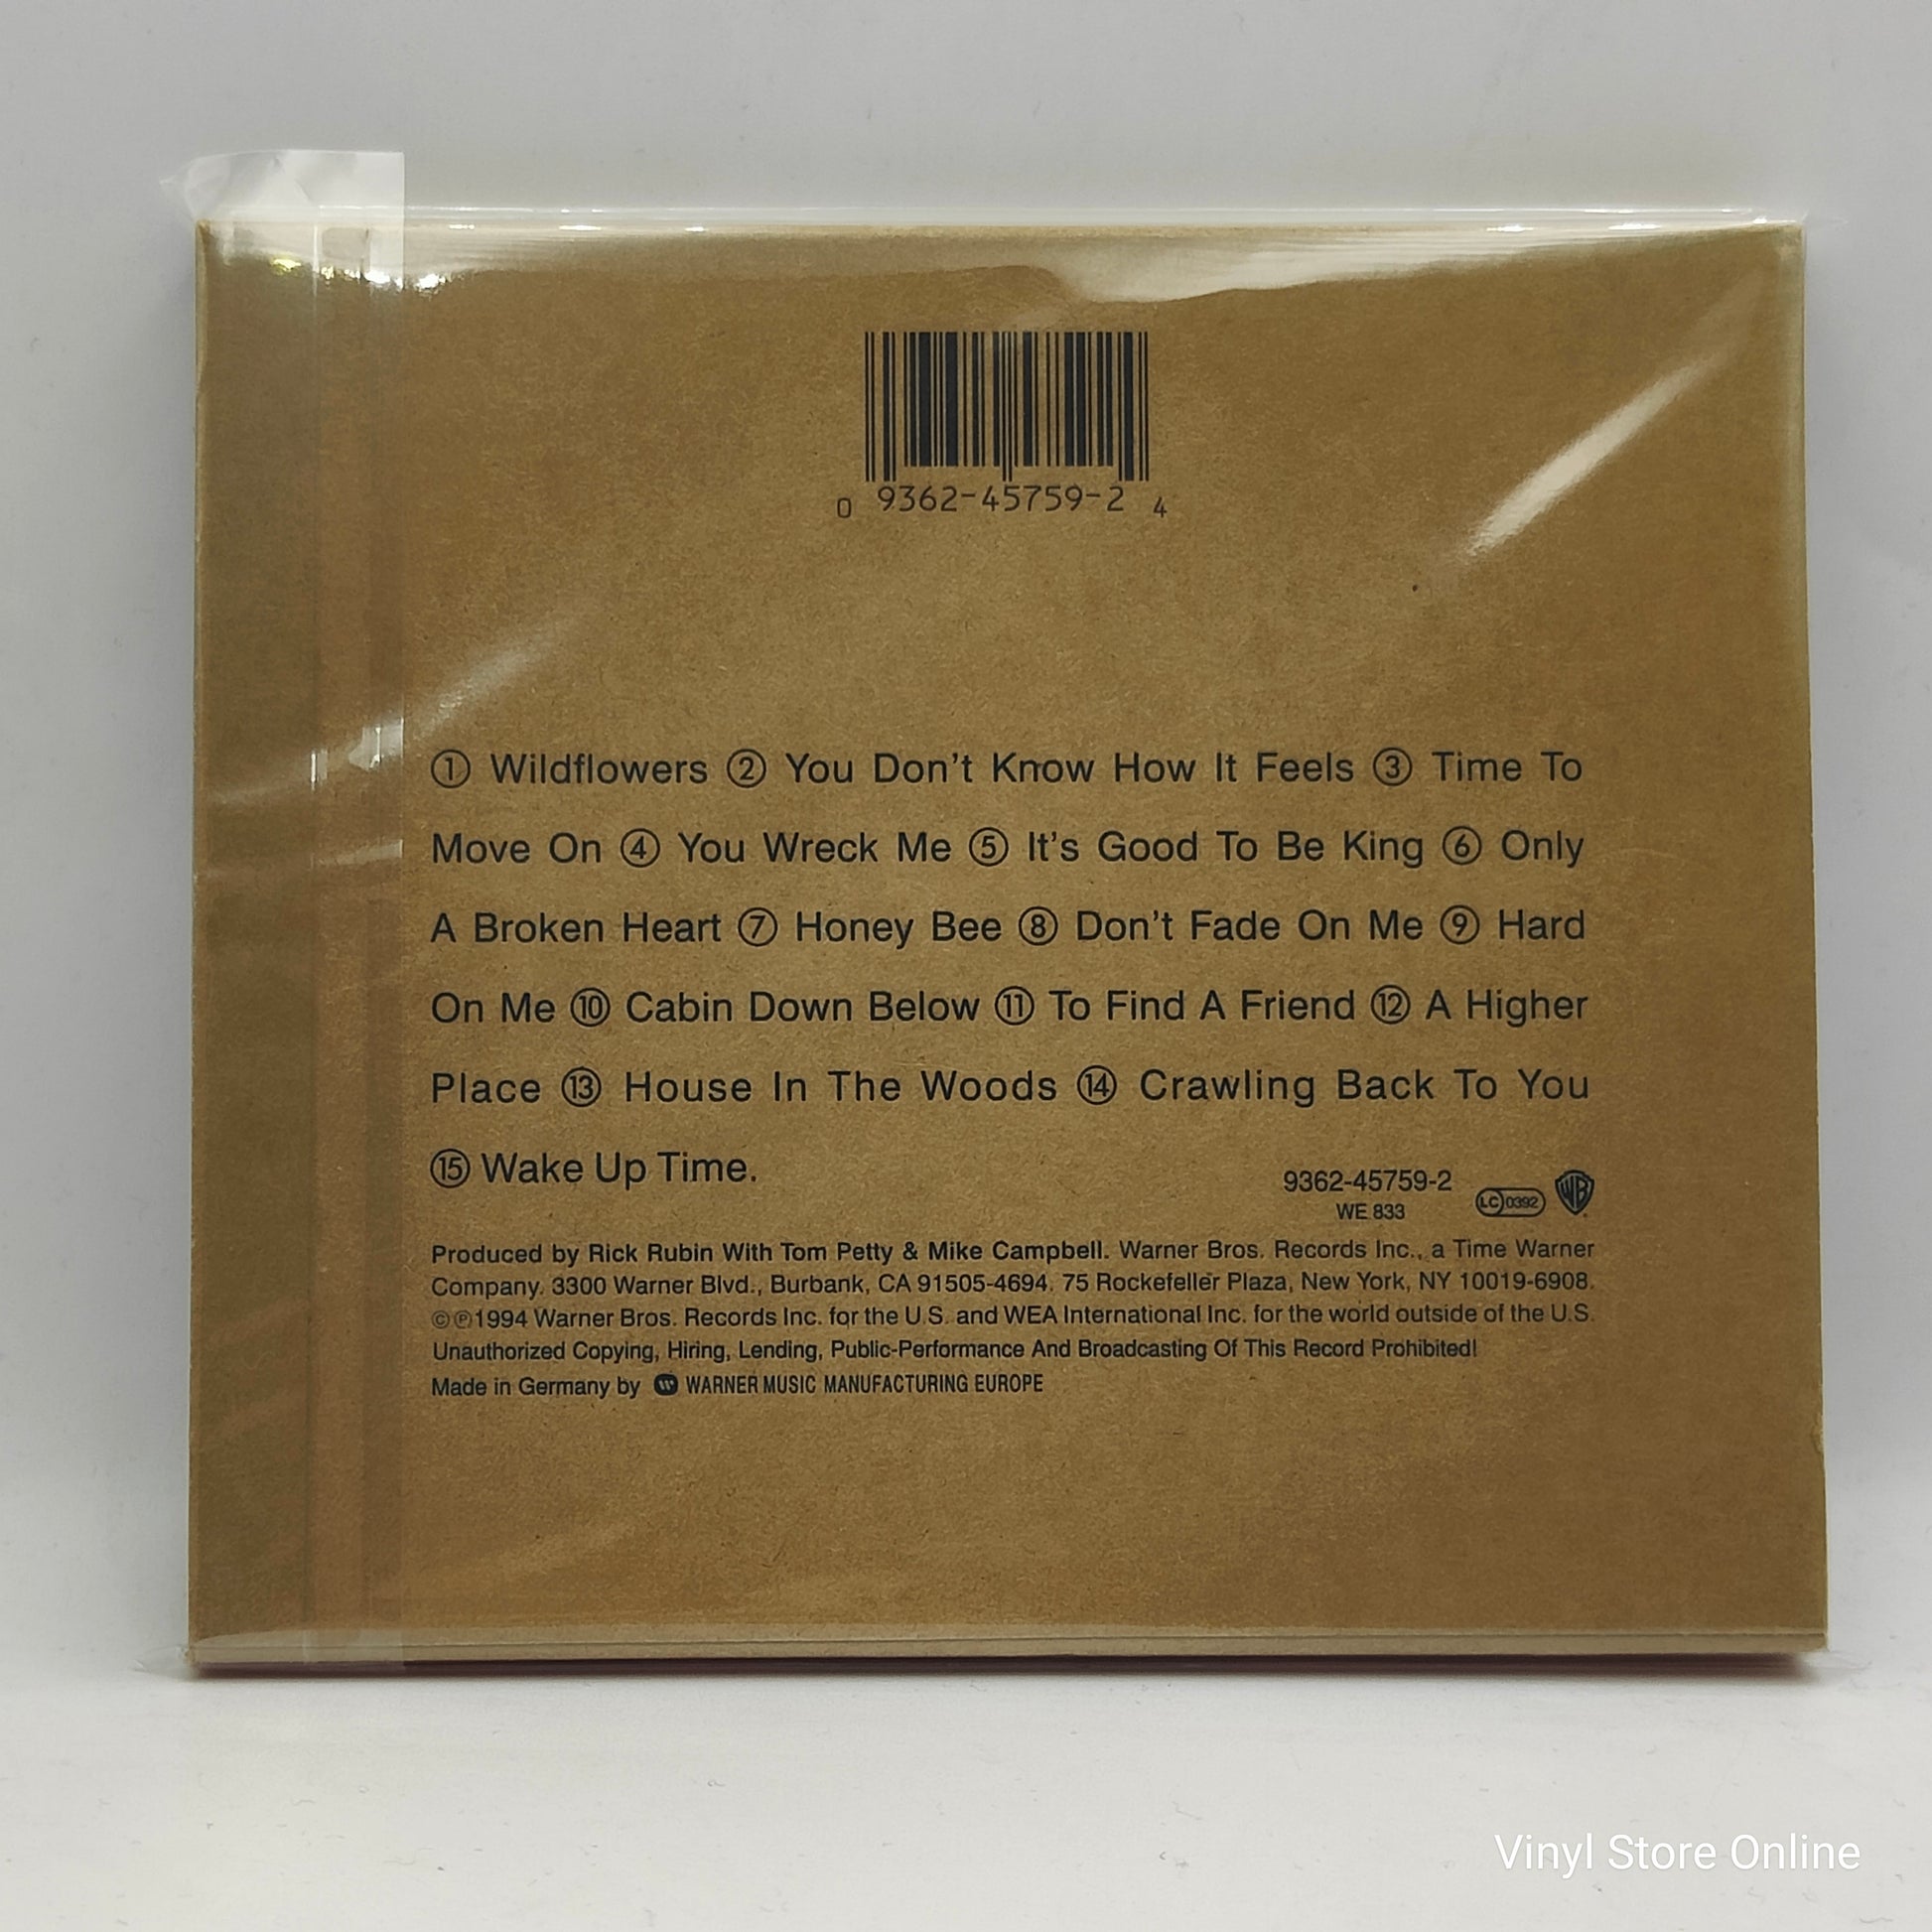 0 9362-45759-2 4
① Wildflowers ② You Don't Know How It Feels ③ Time To
Move On ④ You Wreck Me ⑤ It's Good To Be King ⑥ Only
A Broken Heart ⑦ Honey Bee ⑧ Don't Fade On Me ⑨ Hard
On Me ⑩ Cabin Down Below ⑪ To Find A Friend ⑫ A Higher
Place ⑬ House In The Woods ⑭ Crawling Back To You
⑮ Wake Up Time.
9362-45759-2
WE 833
LC 0392
WB
Produced by Rick Rubin With Tom Petty & Mike Campbell. Warner Bros. Records Inc., a Time Warner
Company. 3300 Warner Blvd., Burbank, CA 91505-4694. 75 Rockefeller Plaza, New York, NY 10019-6908.
©℗1994 Warner Bros. Records Inc. for the U.S. and WEA International Inc. for the world outside of the U.S.
Unauthorized Copying, Hiring, Lending, Public-Performance And Broadcasting Of This Record Prohibited!
Made in Germany by WARNER MUSIC MANUFACTURING EUROPE
Vinyl Store Online